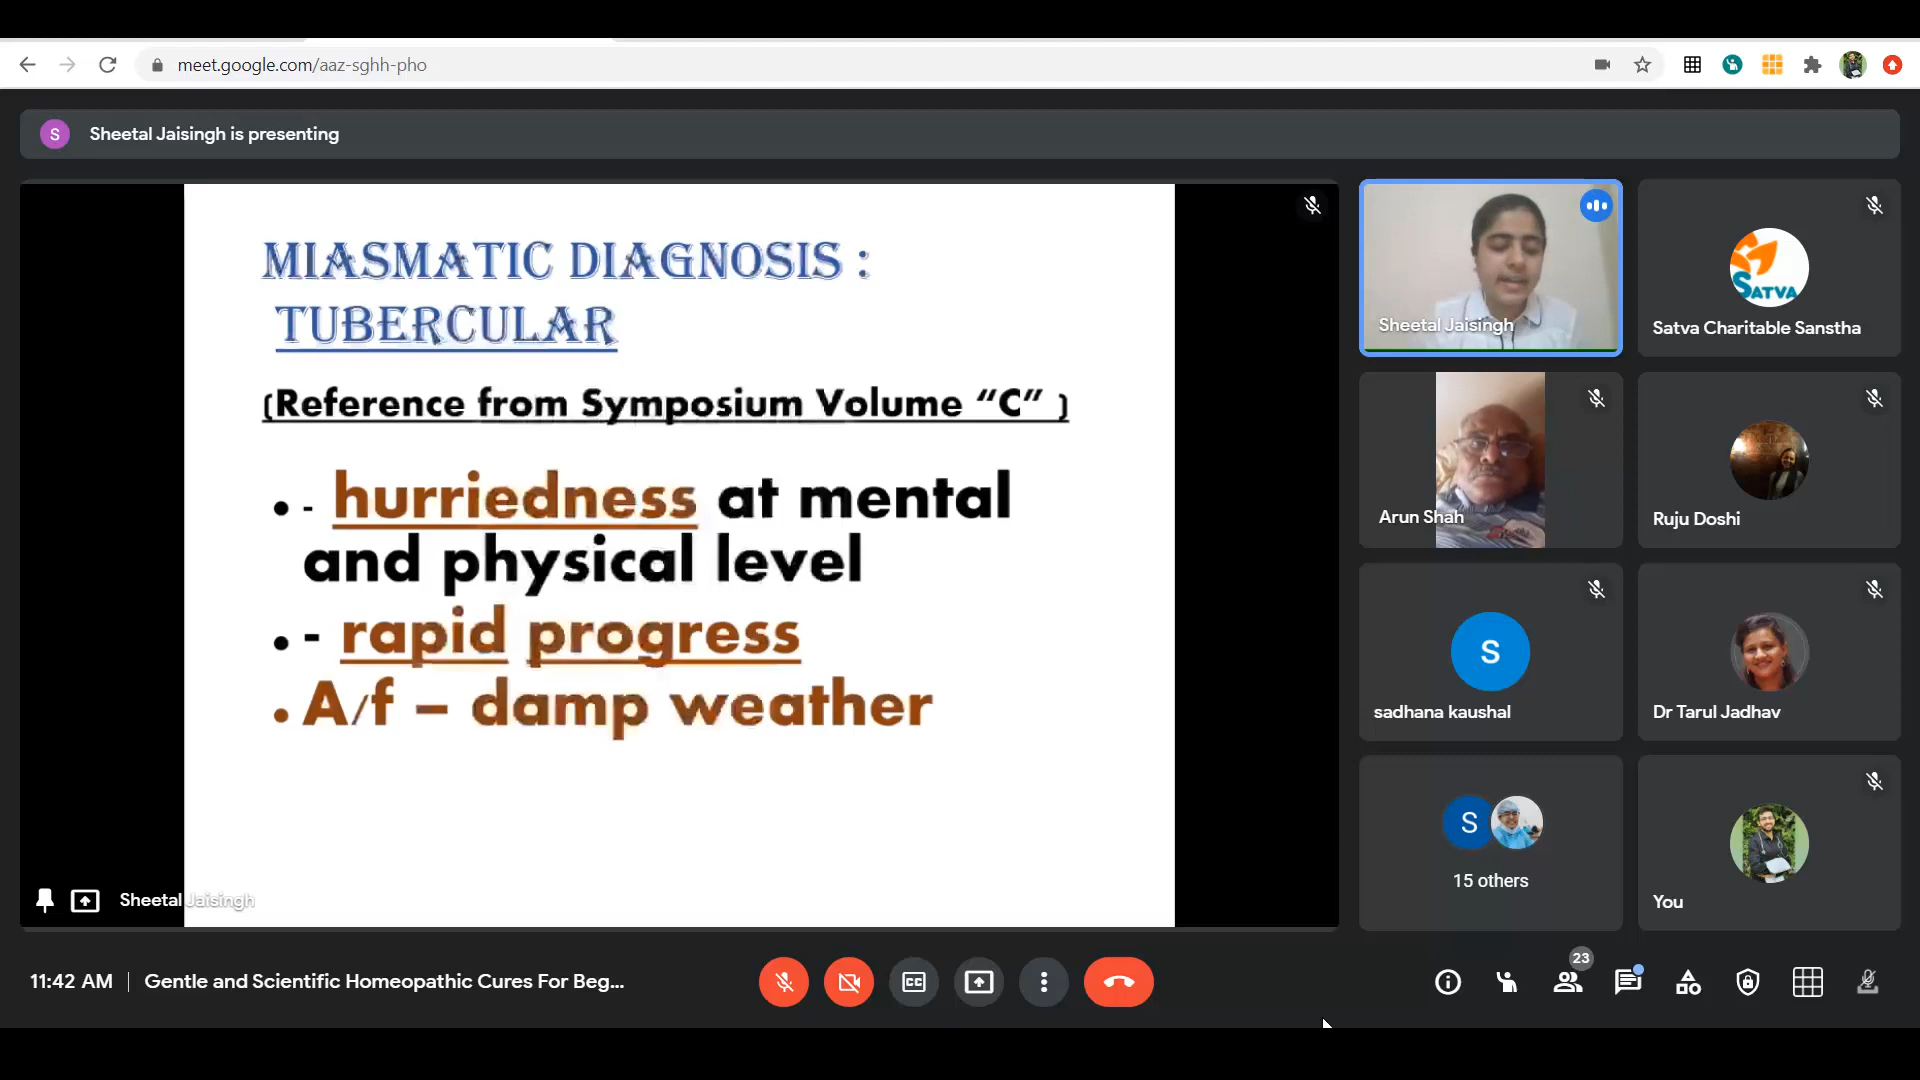 meet.google.com/aaz-sghh-pho
S
Sheetal Jaisingh is presenting
MIASMATIC DIAGNOSIS :
TUBERCULAR
(Reference from Symposium Volume “C” )
• - hurriedness at mental
and physical level
• - rapid progress
• A/f – damp weather
Sheetal Jaisingh
Sheetal Jaisingh
SATVA
Satva Charitable Sanstha
Arun Shah
Ruju Doshi
S
sadhana kaushal
Dr Tarul Jadhav
S
15 others
You
11:42 AM | Gentle and Scientific Homeopathic Cures For Beg...
CC
23